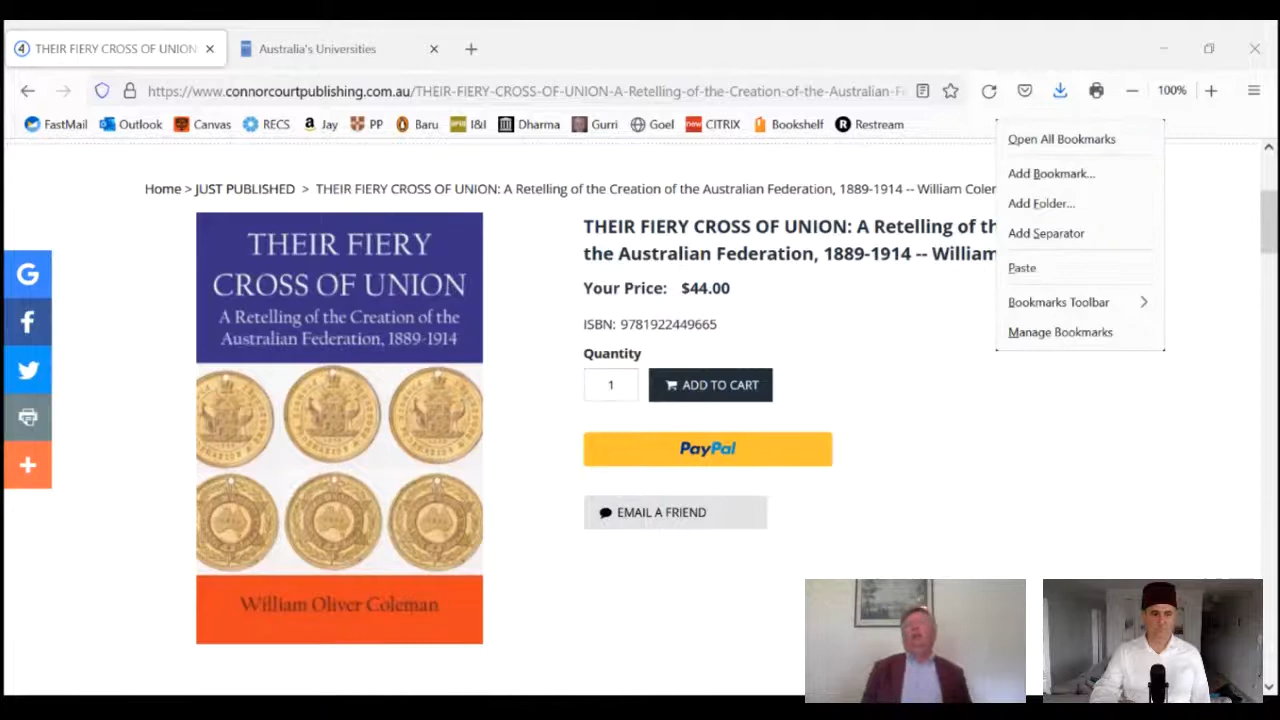 4 THEIR FIERY CROSS OF UNION
Australia's Universities
https://www.connorcourtpublishing.com.au/THEIR-FIERY-CROSS-OF-UNION-A-Retelling-of-the-Creation-of-the-Australian-F
100%
FastMail Outlook Canvas RECS Jay PP Baru I&I Dharma Gurri Goel CITRIX Bookshelf Restream
Open All Bookmarks
Add Bookmark...
Add Folder...
Add Separator
Paste
Bookmarks Toolbar
Manage Bookmarks
Home > JUST PUBLISHED > THEIR FIERY CROSS OF UNION: A Retelling of the Creation of the Australian Federation, 1889-1914 -- William Coler
THEIR FIERY
CROSS OF UNION
A Retelling of the Creation of the
Australian Federation, 1889-1914
William Oliver Coleman
THEIR FIERY CROSS OF UNION: A Retelling of th
the Australian Federation, 1889-1914 -- William
Your Price: $44.00
ISBN: 9781922449665
Quantity
1
ADD TO CART
PayPal
EMAIL A FRIEND